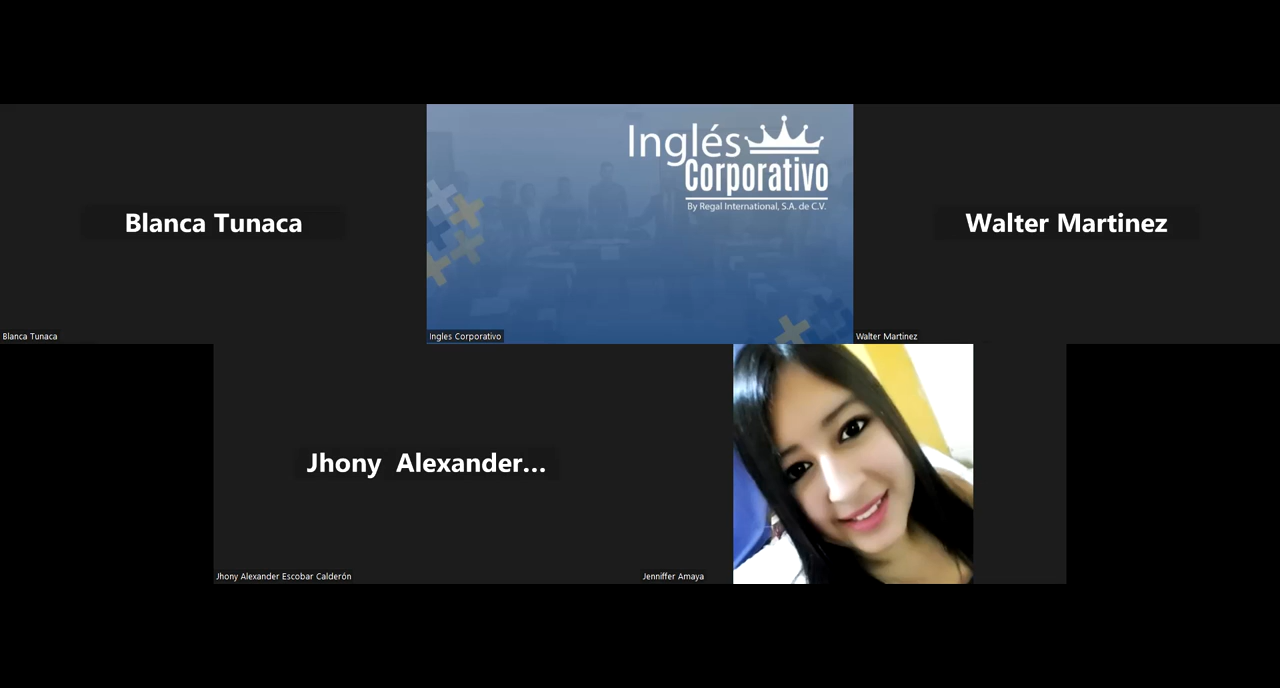 Blanca Tunaca
Blanca Tunaca
Inglés
Corporativo
By Regal International, S.A. de C.V.
Ingles Corporativo
Walter Martinez
Walter Martinez
Jhony Alexander...
Jhony Alexander Escobar Calderón
Jenniffer Amaya